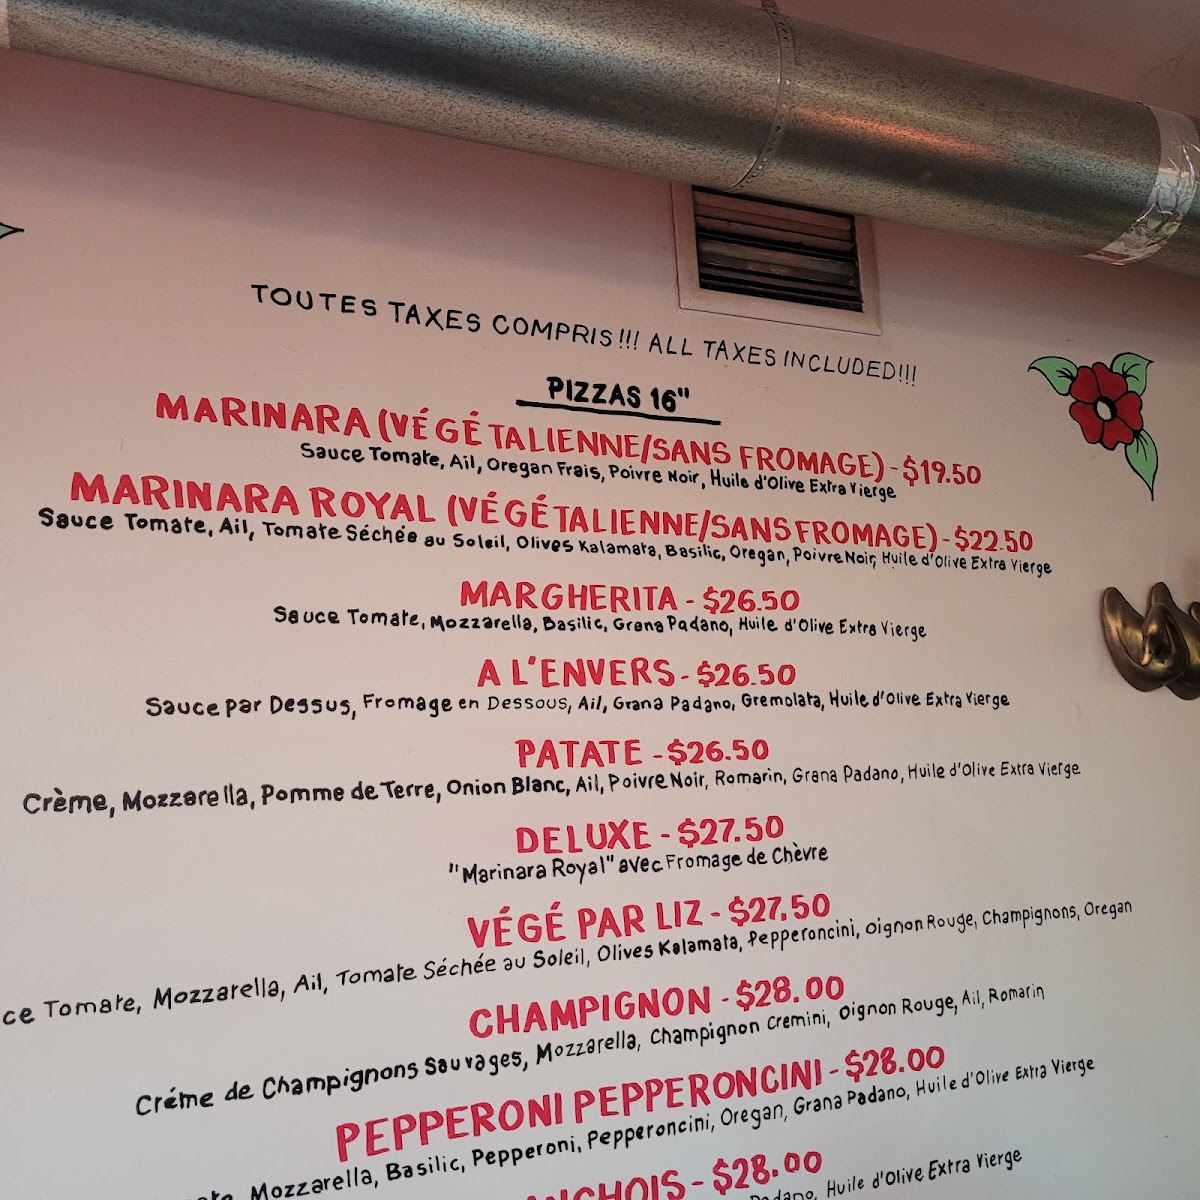 TOUTES TAXES COMPRIS!!! ALL TAXES INCLUDED!!!
PIZZAS 16"
MARINARA (VÉGÉTALIENNE/SANS FROMAGE) - $19.50
Sauce Tomate, Ail, Oregan Frais, Poivre Noir, Huile d'Olive Extra Vierge
MARINARA ROYAL (VÉGÉTALIENNE/SANS FROMAGE) - $22.50
Sauce Tomate, Ail, Tomate Séchée au Soleil, Olives Kalamata, Basilic, Oregan, Poivre Noir, Huile d'Olive Extra Vierge
MARGHERITA - $26.50
Sauce Tomate, Mozzarella, Basilic, Grana Padano, Huile d'Olive Extra Vierge
A L'ENVERS - $26.50
Sauce par Dessus, Fromage en Dessous, Ail, Grana Padano, Gremolata, Huile d'Olive Extra Vierge
PATATE - $26.50
Crème, Mozzarella, Pomme de Terre, Onion Blanc, Ail, Poivre Noir, Romarin, Grana Padano, Huile d'Olive Extra Vierge
DELUXE - $27.50
"Marinara Royal" avec Fromage de Chèvre
VÉGÉ PAR LIZ - $27.50
ce Tomate, Mozzarella, Ail, Tomate Séchée au Soleil, Olives Kalamata, Pepperoncini, Oignon Rouge, Champignons, Oregan
CHAMPIGNON - $28.00
Créme de Champignons Sauvages, Mozzarella, Champignon Cremini, Oignon Rouge, Ail, Romarin
PEPPERONI PEPPERONCINI - $28.00
Mozzarella, Basilic, Pepperoni, Pepperoncini, Oregan, Grana Padano, Huile d'Olive Extra Vierge
ANCHOIS - $28.00
Padano, Huile d'Olive Extra Vierge